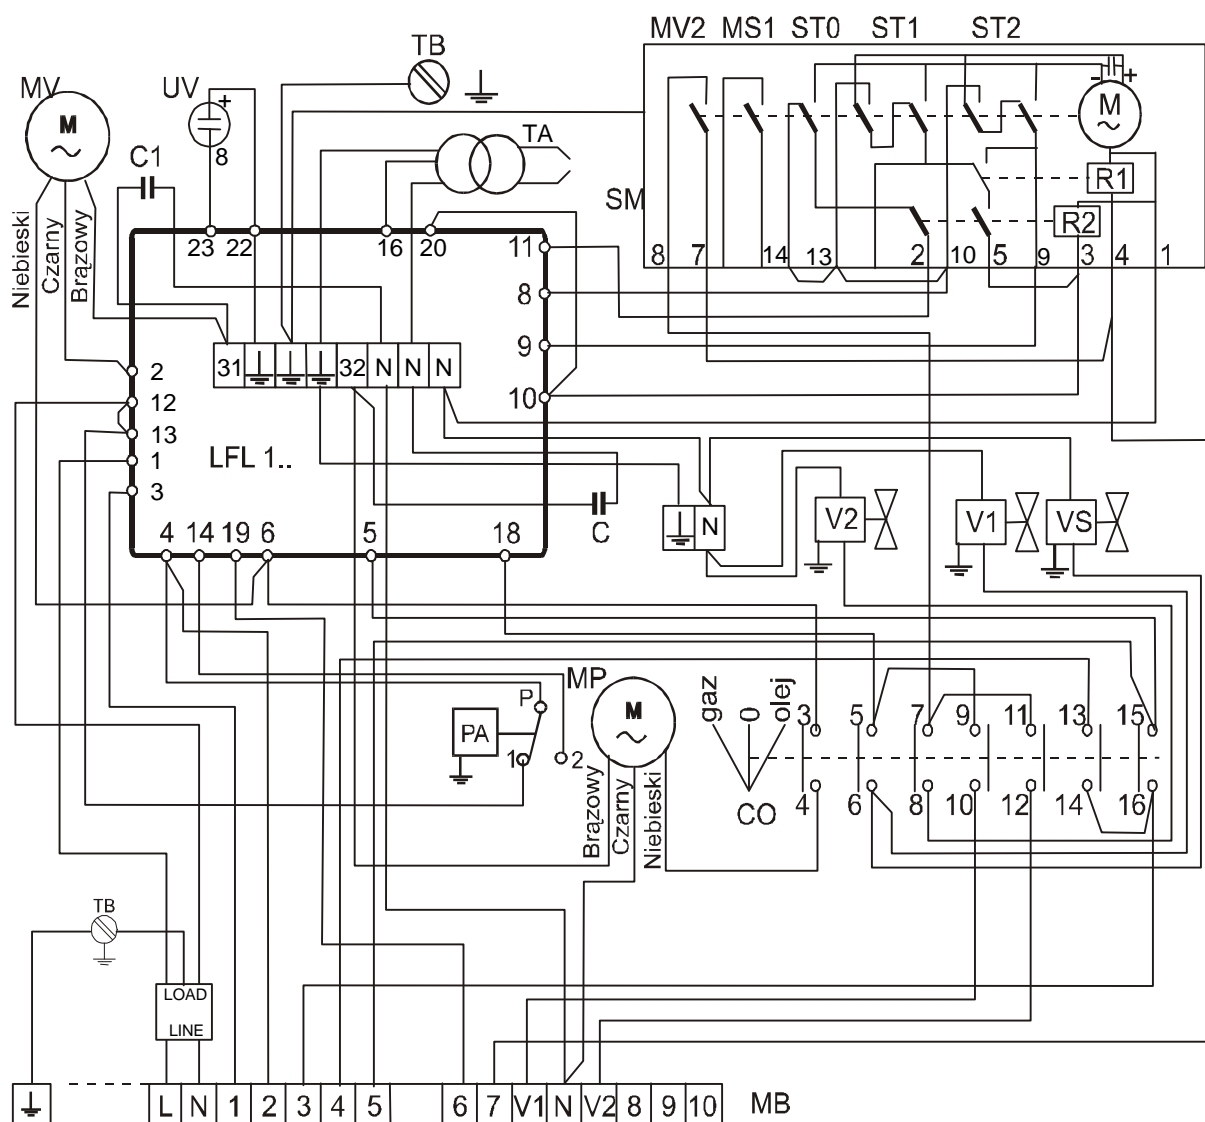 MV2 MS1 ST0 ST1 ST2
TB
MV
UV
M
+
8
C1
TA
- +
M
SM
R1
R2
Niebieski
Czarny
Brązowy
8 7 14 13 2 10 5 9 3 4 1
23 22 16 20
11
8
9
10
31 32 N N N
2
12
13
1
3
LFL 1..
4 14 19 6 5 18
C
N
V2
V1
VS
MP
M
P
PA
1
2
gaz
0
olej
CO
3 5 7 9 11 13 15
4 6 8 10 12 14 16
Brązowy
Czarny
Niebieski
TB
LOAD
LINE
L N 1 2 3 4 5 6 7 V1 N V2 8 9 10
MB